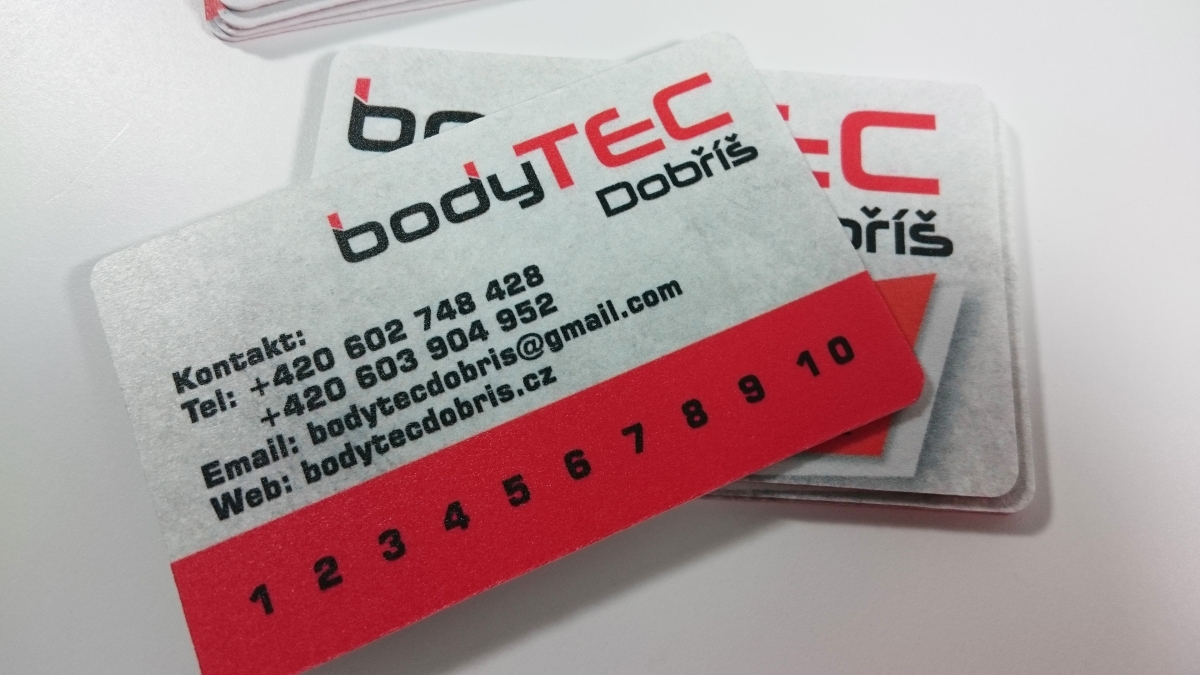 bodyTEC
Dobříš
Kontakt:
Tel: +420 602 748 428
+420 603 904 952
Email: bodytecdobris@gmail.com
Web: bodytecdobris.cz
1 2 3 4 5 6 7 8 9 10